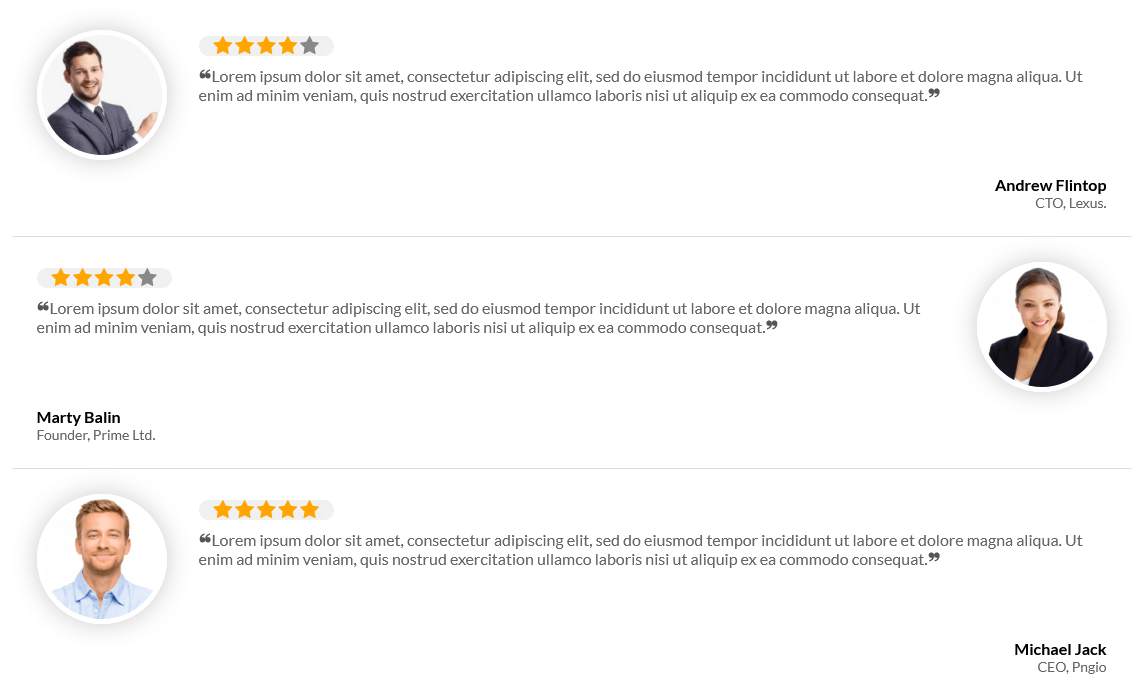 ❝Lorem ipsum dolor sit amet, consectetur adipiscing elit, sed do eiusmod tempor incididunt ut labore et dolore magna aliqua. Ut
enim ad minim veniam, quis nostrud exercitation ullamco laboris nisi ut aliquip ex ea commodo consequat.❞
Andrew Flintop
CTO, Lexus.
❝Lorem ipsum dolor sit amet, consectetur adipiscing elit, sed do eiusmod tempor incididunt ut labore et dolore magna aliqua. Ut
enim ad minim veniam, quis nostrud exercitation ullamco laboris nisi ut aliquip ex ea commodo consequat.❞
Marty Balin
Founder, Prime Ltd.
❝Lorem ipsum dolor sit amet, consectetur adipiscing elit, sed do eiusmod tempor incididunt ut labore et dolore magna aliqua. Ut
enim ad minim veniam, quis nostrud exercitation ullamco laboris nisi ut aliquip ex ea commodo consequat.❞
Michael Jack
CEO, Pngio